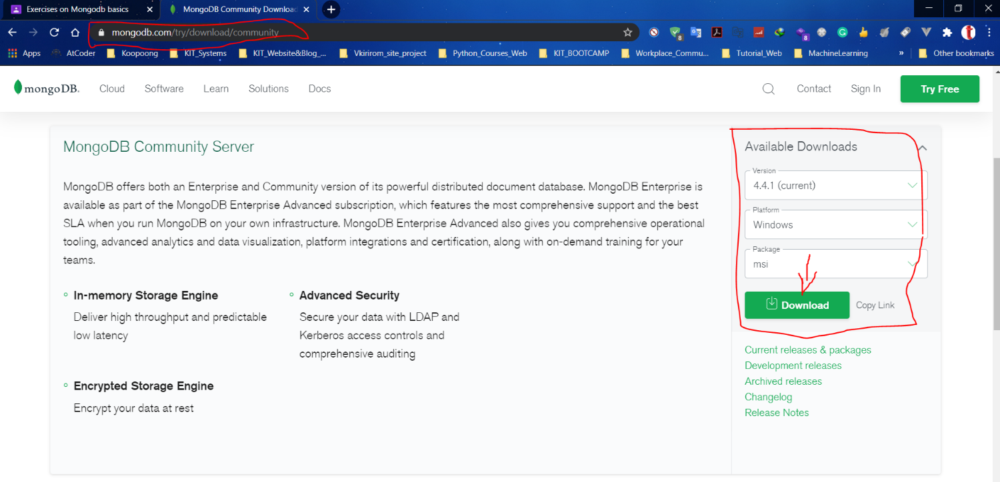 Exercises on Mongodb basics
MongoDB Community Download
mongodb.com/try/download/community
8
8
Apps
AtCoder
Koopoong
KIT_Systems
KIT_Website&Blog_...
Vkirirom_site_project
Python_Courses_Web
KIT_BOOTCAMP
Workplace_Commu...
Tutorial_Web
MachineLearning
»
Other bookmarks
mongoDB.
Cloud
Software
Learn
Solutions
Docs
Contact
Sign In
Try Free
MongoDB Community Server
MongoDB offers both an Enterprise and Community version of its powerful distributed document database. MongoDB Enterprise is
available as part of the MongoDB Enterprise Advanced subscription, which features the most comprehensive support and the best
SLA when you run MongoDB on your own infrastructure. MongoDB Enterprise Advanced also gives you comprehensive operational
tooling, advanced analytics and data visualization, platform integrations and certification, along with on-demand training for your
teams.
In-memory Storage Engine
Deliver high throughput and predictable
low latency
Advanced Security
Secure your data with LDAP and
Kerberos access controls and
comprehensive auditing
Encrypted Storage Engine
Encrypt your data at rest
Available Downloads
Version
4.4.1 (current)
Platform
Windows
Package
msi
Download
Copy Link
Current releases & packages
Development releases
Archived releases
Changelog
Release Notes